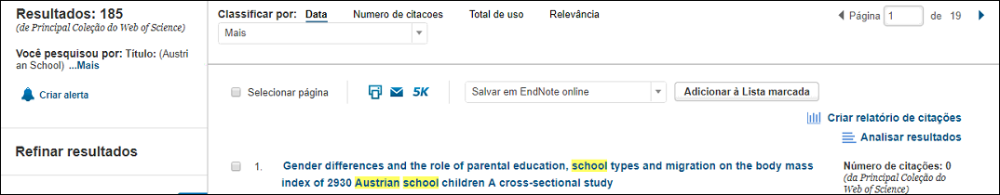 Resultados: 185
(de Principal Coleção do Web of Science)
Você pesquisou por: Título: (Austri
an School) ...Mais
Criar alerta
Refinar resultados
Classificar por: Data Numero de citacoes Total de uso Relevância
Mais
Página 1 de 19
Selecionar página 5K Salvar em EndNote online Adicionar à Lista marcada
Criar relatório de citações
Analisar resultados
1. Gender differences and the role of parental education, school types and migration on the body mass
index of 2930 Austrian school children A cross-sectional study
Número de citações: 0
(da Principal Coleção do
Web of Science)